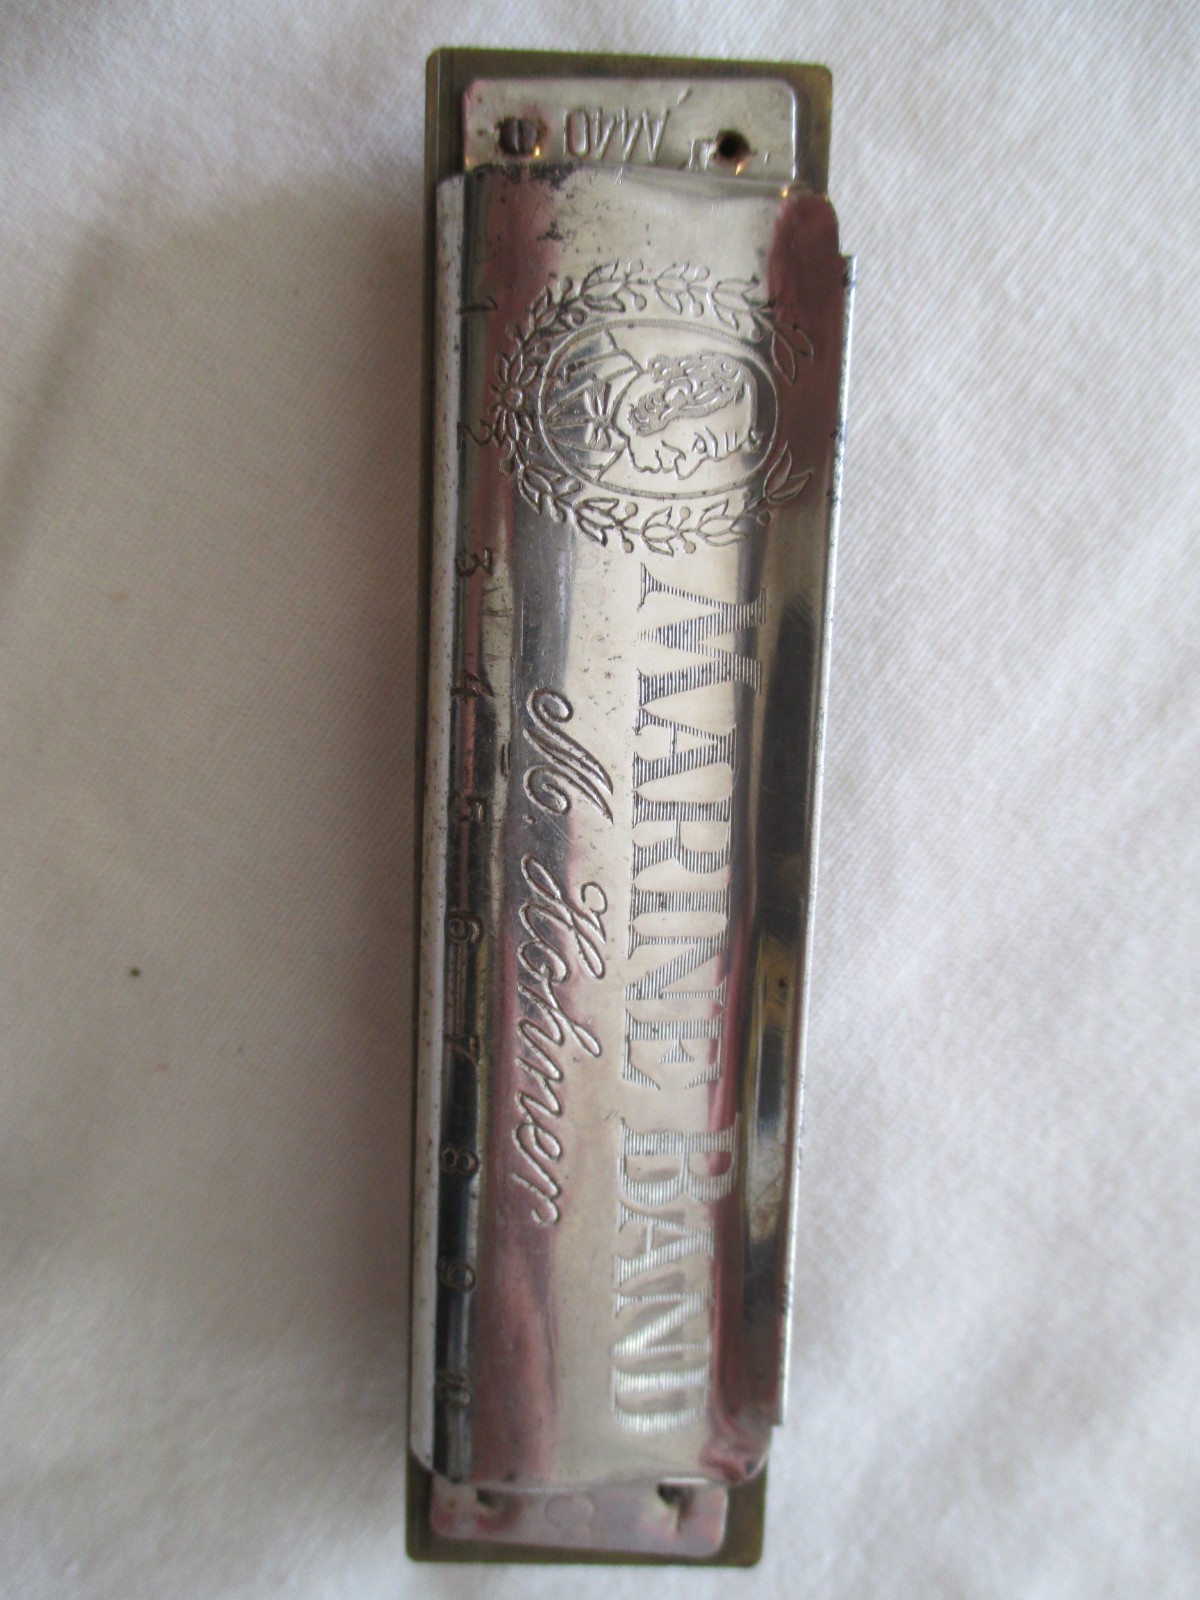 A440
MARINE BAND
M. Hohner
1 2 3 4 5 6 7 8 9 10
C